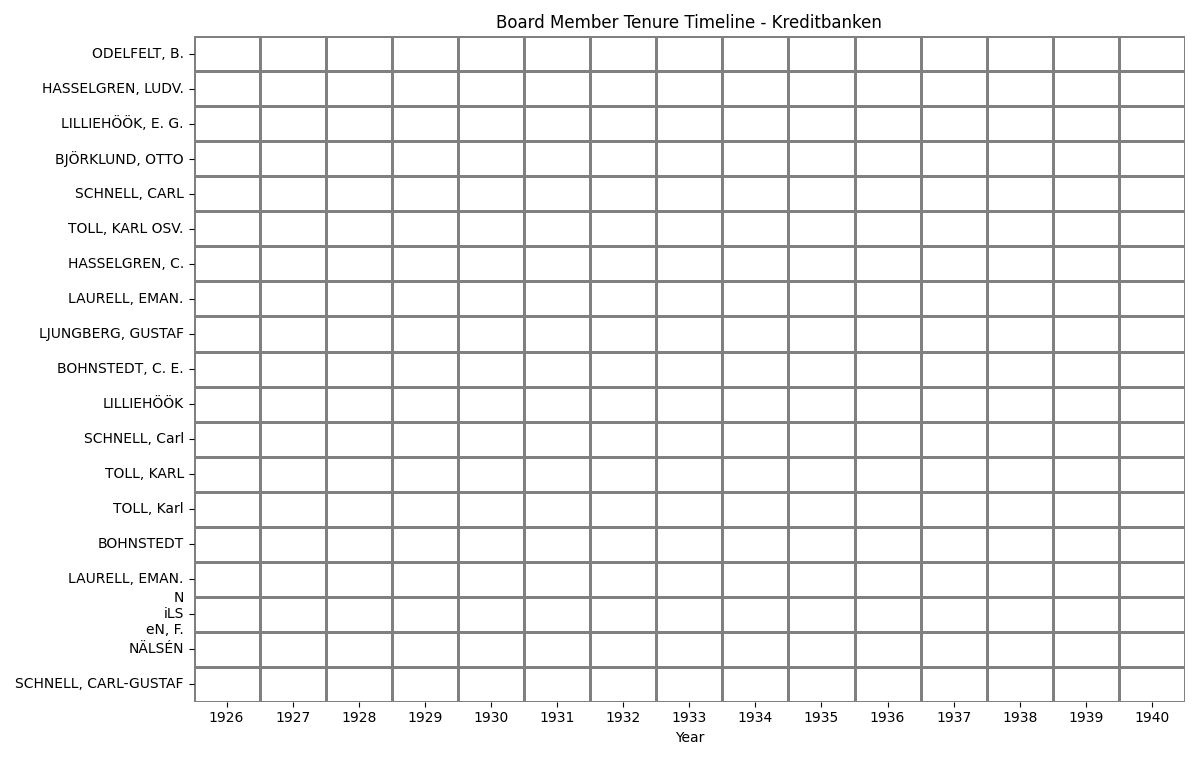 Board Member Tenure Timeline - Kreditbanken
ODELFELT, B.
HASSELGREN, LUDV.
LILLIEHÖÖK, E. G.
BJÖRKLUND, OTTO
SCHNELL, CARL
TOLL, KARL OSV.
HASSELGREN, C.
LAURELL, EMAN.
LJUNGBERG, GUSTAF
BOHNSTEDT, C. E.
LILLIEHÖÖK
SCHNELL, Carl
TOLL, KARL
TOLL, Karl
BOHNSTEDT
LAURELL, EMAN.
N
iLS
eN, F.
NÄLSÉN
SCHNELL, CARL-GUSTAF
1926 1927 1928 1929 1930 1931 1932 1933 1934 1935 1936 1937 1938 1939 1940
Year